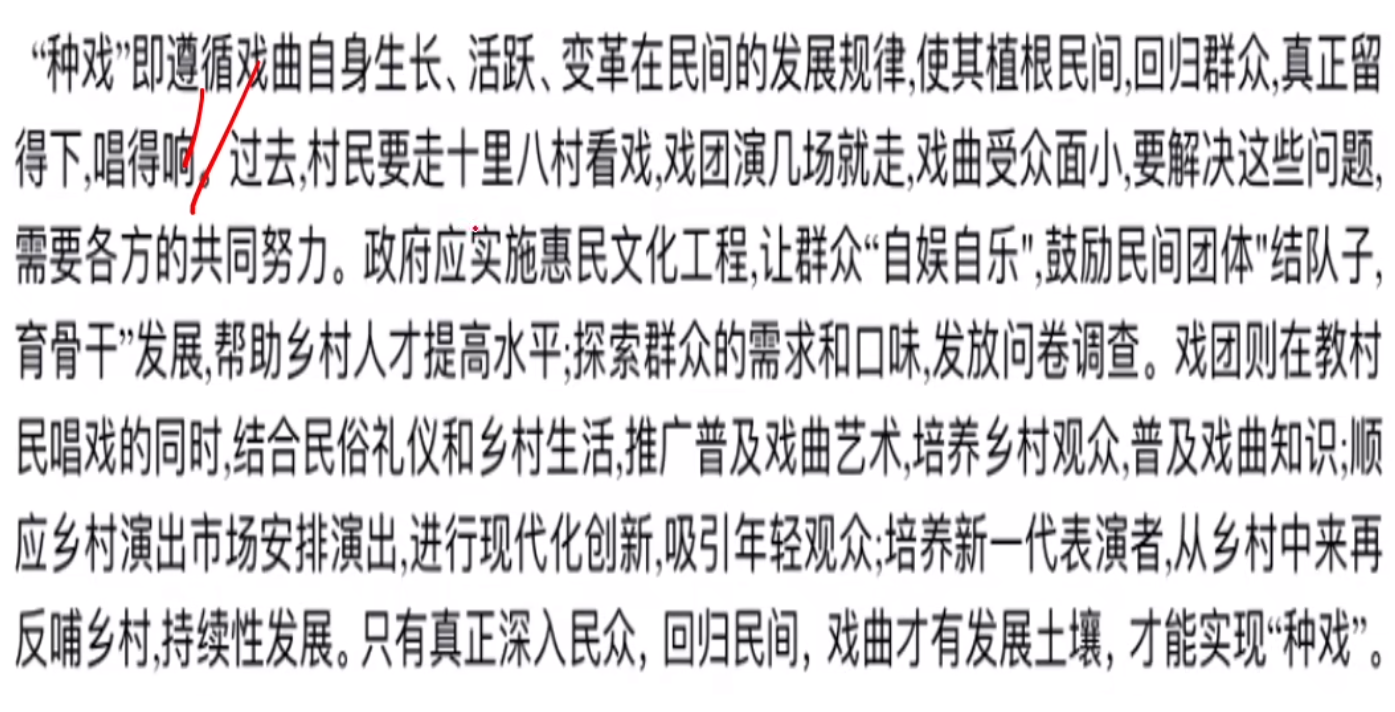 “种戏”即遵循戏曲自身生长、活跃、变革在民间的发展规律,使其植根民间,回归群众,真正留
得下,唱得响。过去,村民要走十里八村看戏,戏团演几场就走,戏曲受众面小,要解决这些问题,
需要各方的共同努力。政府应实施惠民文化工程,让群众“自娱自乐",鼓励民间团体"结队子,
育骨干”发展,帮助乡村人才提高水平;探索群众的需求和口味,发放问卷调查。戏团则在教村
民唱戏的同时,结合民俗礼仪和乡村生活,推广普及戏曲艺术,培养乡村观众,普及戏曲知识;顺
应乡村演出市场安排演出,进行现代化创新,吸引年轻观众;培养新一代表演者,从乡村中来再
反哺乡村,持续性发展。只有真正深入民众，回归民间，戏曲才有发展土壤，才能实现“种戏”。